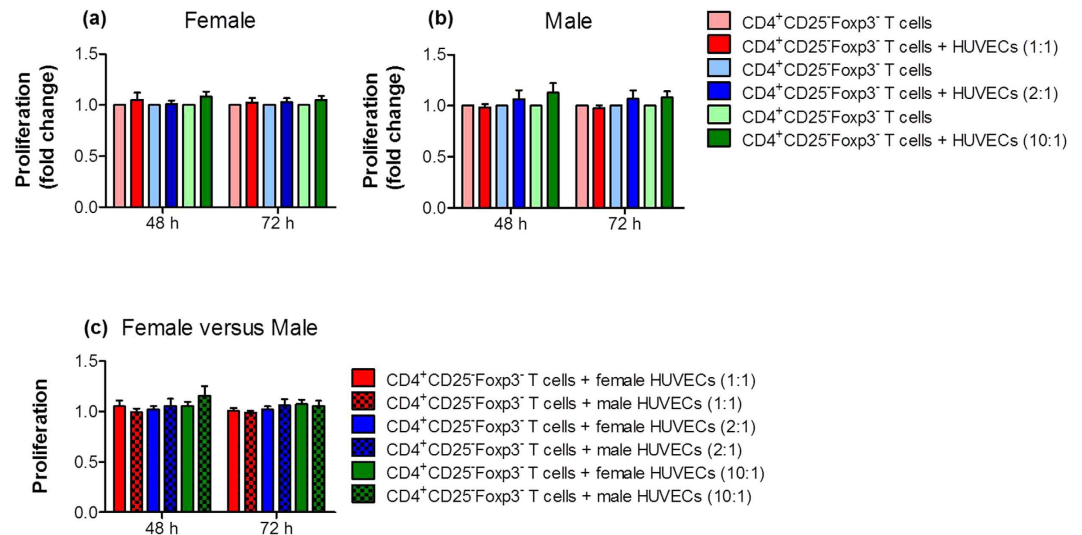 (a) Female
Proliferation
(fold change)
1.5
1.0
0.5
0.0
48 h 72 h
(b) Male
Proliferation
(fold change)
1.5
1.0
0.5
0.0
48 h 72 h
CD4⁺CD25⁻Foxp3⁻ T cells
CD4⁺CD25⁻Foxp3⁻ T cells + HUVECs (1:1)
CD4⁺CD25⁻Foxp3⁻ T cells
CD4⁺CD25⁻Foxp3⁻ T cells + HUVECs (2:1)
CD4⁺CD25⁻Foxp3⁻ T cells
CD4⁺CD25⁻Foxp3⁻ T cells + HUVECs (10:1)
(c) Female versus Male
Proliferation
1.5
1.0
0.5
0.0
48 h 72 h
CD4⁺CD25⁻Foxp3⁻ T cells + female HUVECs (1:1)
CD4⁺CD25⁻Foxp3⁻ T cells + male HUVECs (1:1)
CD4⁺CD25⁻Foxp3⁻ T cells + female HUVECs (2:1)
CD4⁺CD25⁻Foxp3⁻ T cells + male HUVECs (2:1)
CD4⁺CD25⁻Foxp3⁻ T cells + female HUVECs (10:1)
CD4⁺CD25⁻Foxp3⁻ T cells + male HUVECs (10:1)